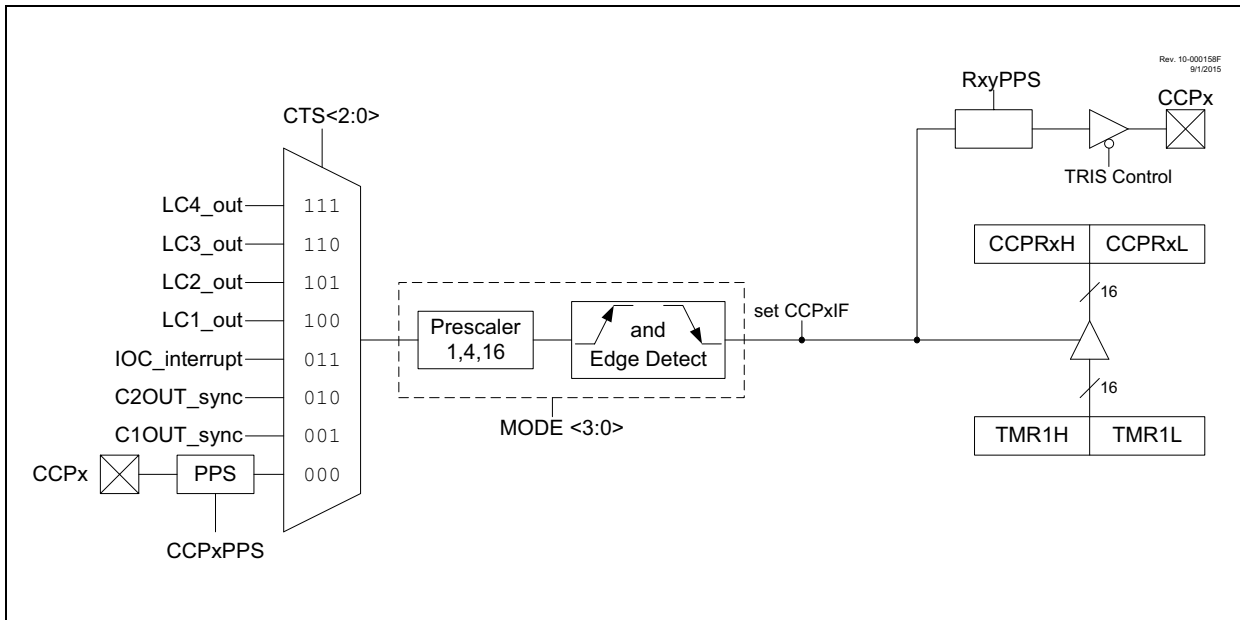 Rev. 10-000158F
9/1/2015
RxyPPS
CCPx
CTS<2:0>
TRIS Control
LC4_out
111
LC3_out
110
CCPRxH
CCPRxL
LC2_out
101
16
LC1_out
100
Prescaler
1,4,16
and
Edge Detect
set CCPxIF
IOC_interrupt
011
C2OUT_sync
010
16
MODE <3:0>
C1OUT_sync
001
TMR1H
TMR1L
CCPx
PPS
000
CCPxPPS